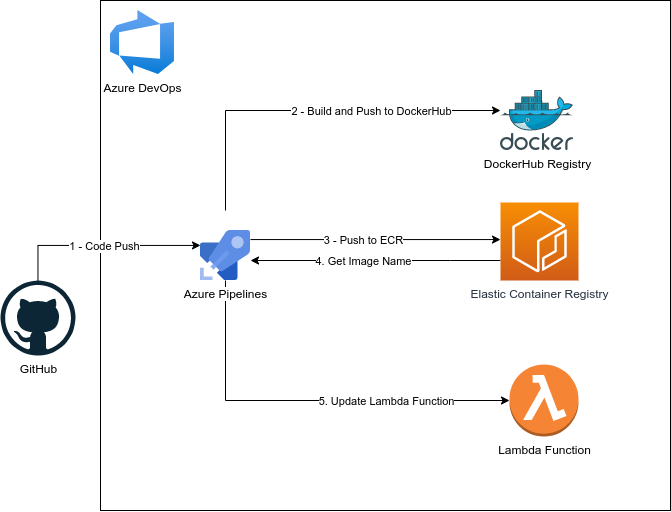 Azure DevOps
2 - Build and Push to DockerHub
docker
DockerHub Registry
1 - Code Push
3 - Push to ECR
4. Get Image Name
Azure Pipelines
Elastic Container Registry
GitHub
5. Update Lambda Function
Lambda Function